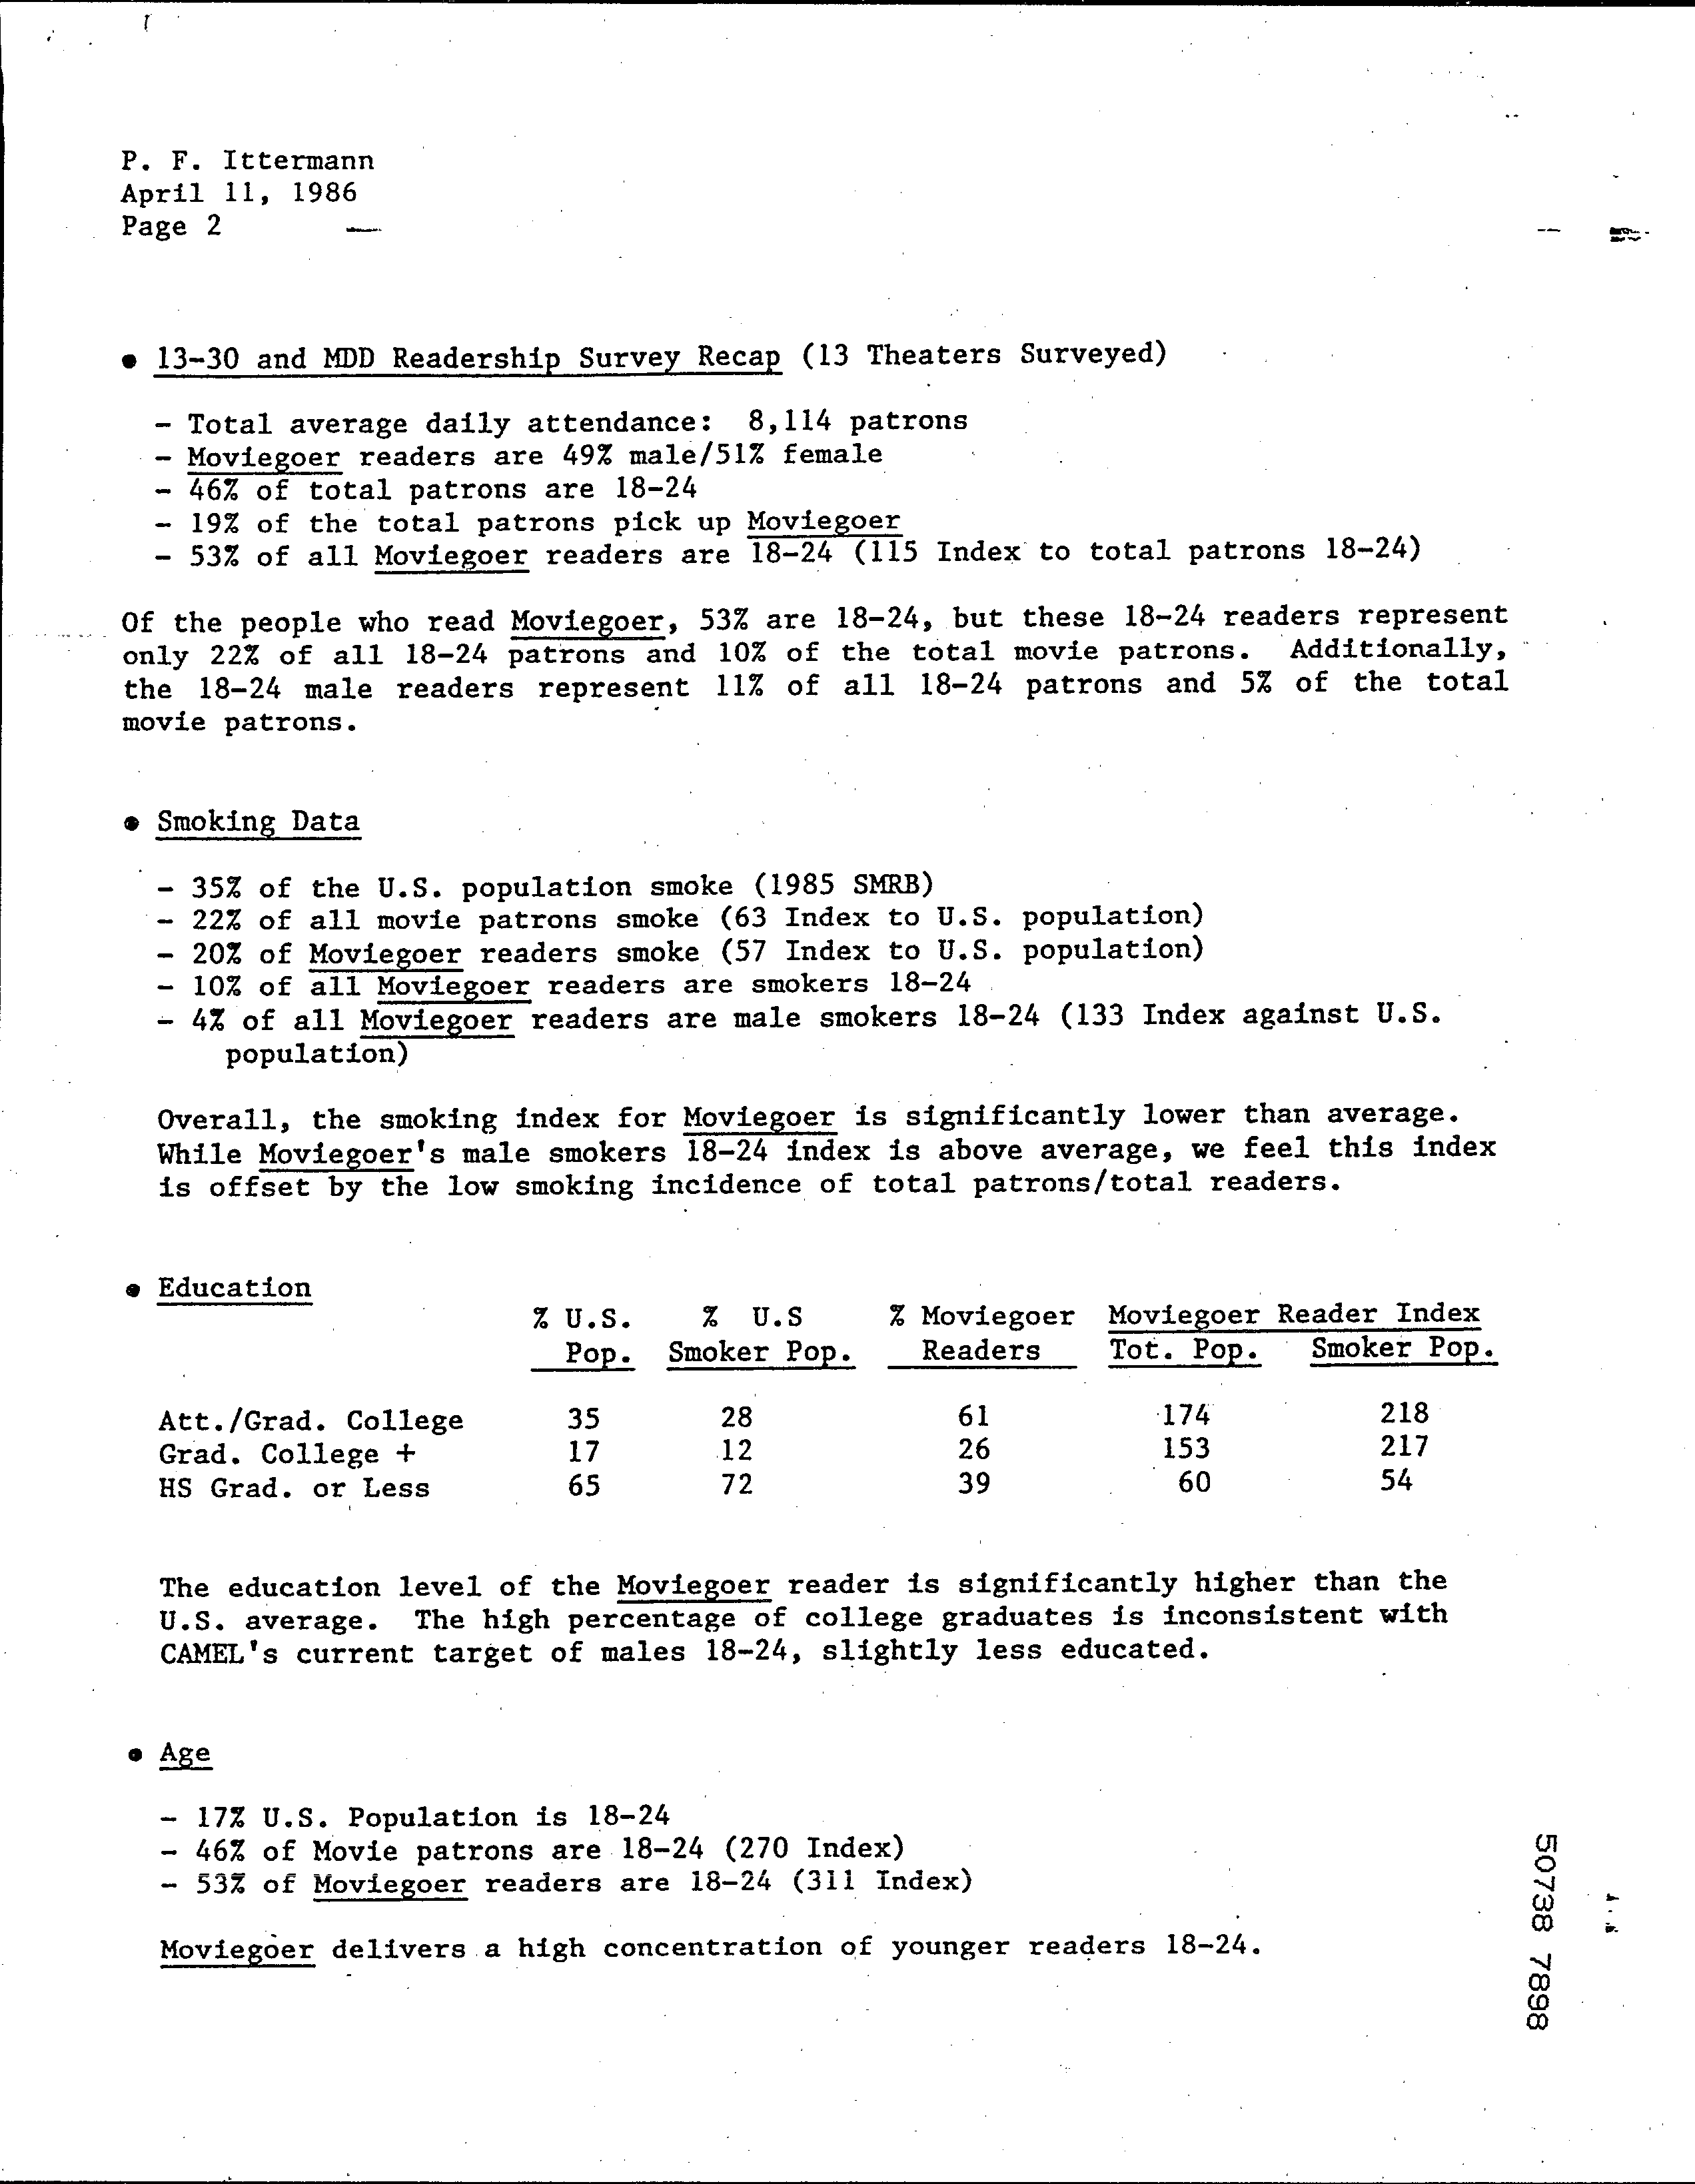 P. F. Ittermann
April 11, 1986
Page 2
• 13-30 and MDD Readership Survey Recap (13 Theaters Surveyed)
- Total average daily attendance: 8,114 patrons
- Moviegoer readers are 49% male/51% female
- 46% of total patrons are 18-24
- 19% of the total patrons pick up Moviegoer
- 53% of all Moviegoer readers are 18-24 (115 Index to total patrons 18-24)
Of the people who read Moviegoer, 53% are 18-24, but these 18-24 readers represent
only 22% of all 18-24 patrons and 10% of the total movie patrons. Additionally,
the 18-24 male readers represent 11% of all 18-24 patrons and 5% of the total
movie patrons.
• Smoking Data
- 35% of the U.S. population smoke (1985 SMRB)
- 22% of all movie patrons smoke (63 Index to U.S. population)
- 20% of Moviegoer readers smoke (57 Index to U.S. population)
- 10% of all Moviegoer readers are smokers 18-24
- 4% of all Moviegoer readers are male smokers 18-24 (133 Index against U.S.
population)
Overall, the smoking index for Moviegoer is significantly lower than average.
While Moviegoer's male smokers 18-24 index is above average, we feel this index
is offset by the low smoking incidence of total patrons/total readers.
• Education
% U.S. % U.S % Moviegoer Moviegoer Reader Index
Pop. Smoker Pop. Readers Tot. Pop. Smoker Pop.
Att./Grad. College 35 28 61 174 218
Grad. College + 17 12 26 153 217
HS Grad. or Less 65 72 39 60 54
The education level of the Moviegoer reader is significantly higher than the
U.S. average. The high percentage of college graduates is inconsistent with
CAMEL's current target of males 18-24, slightly less educated.
• Age
- 17% U.S. Population is 18-24
- 46% of Movie patrons are 18-24 (270 Index)
- 53% of Moviegoer readers are 18-24 (311 Index)
Moviegoer delivers a high concentration of younger readers 18-24.
50738 7898